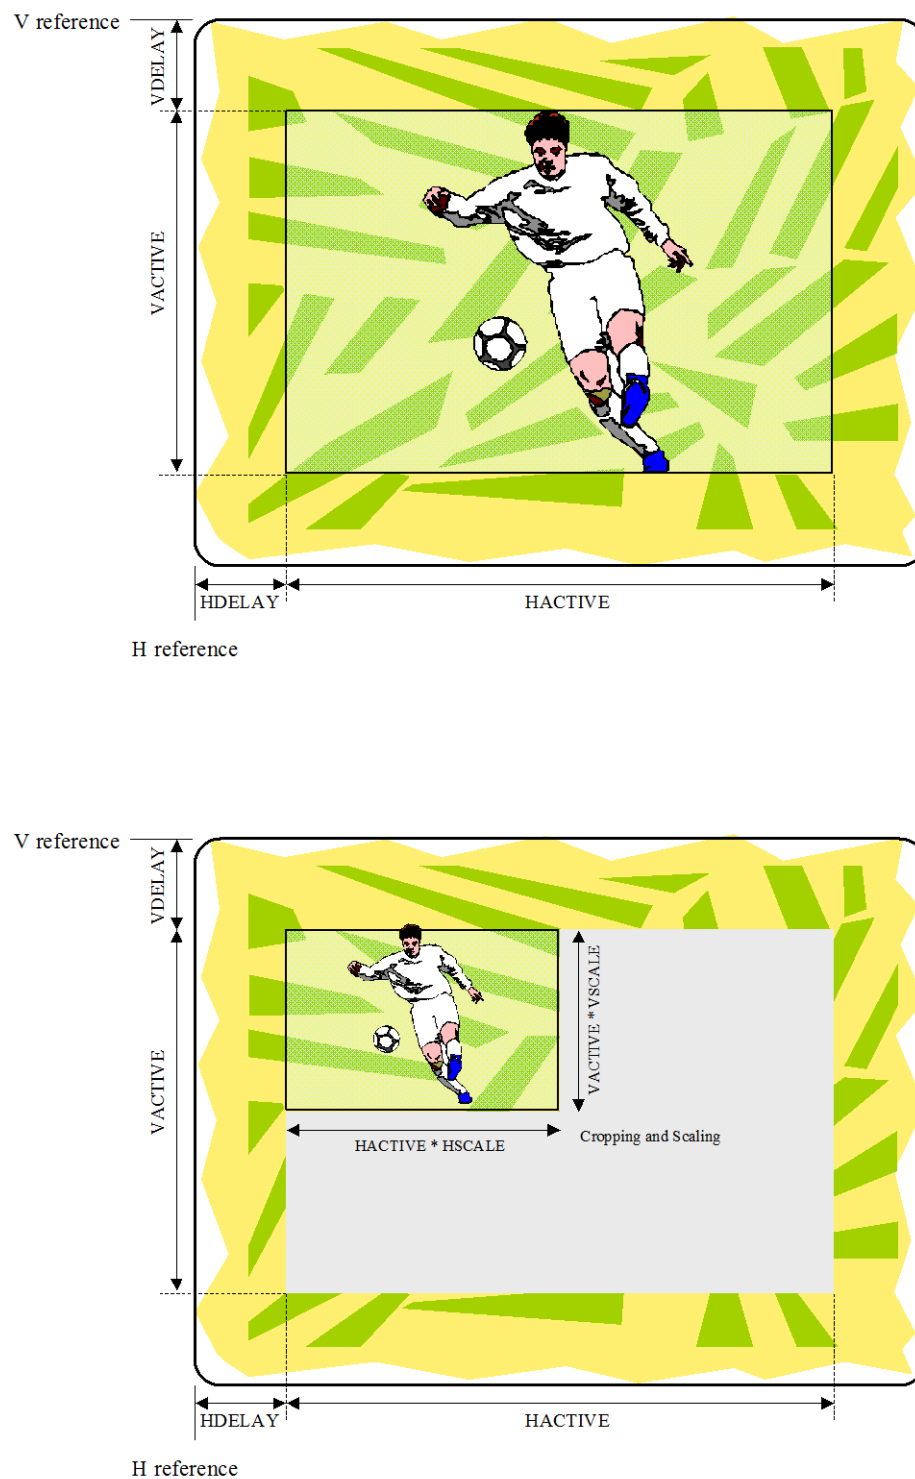 V reference
VDELAY
VACTIVE
HDELAY
HACTIVE
H reference
V reference
VDELAY
VACTIVE
VACTIVE * VSCALE
HACTIVE * HSCALE
Cropping and Scaling
HDELAY
HACTIVE
H reference